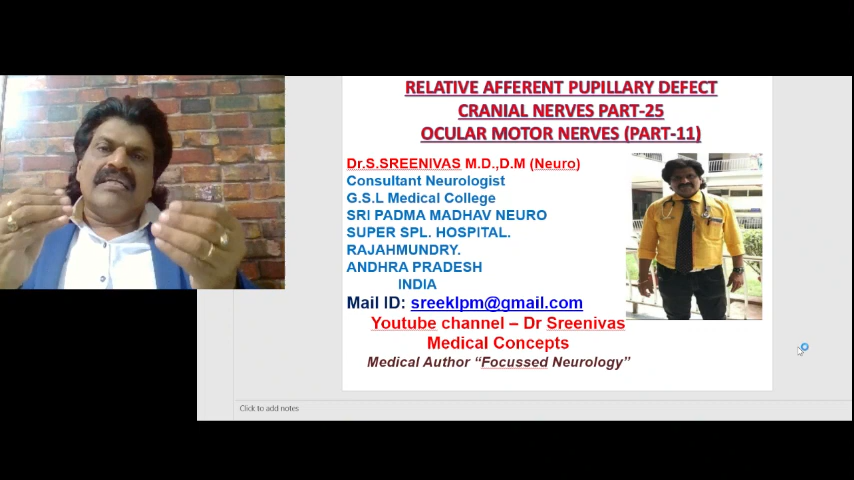 RELATIVE AFFERENT PUPILLARY DEFECT
CRANIAL NERVES PART-25
OCULAR MOTOR NERVES (PART-11)
Dr.S.SREENIVAS M.D.,D.M (Neuro)
Consultant Neurologist
G.S.L Medical College
SRI PADMA MADHAV NEURO
SUPER SPL. HOSPITAL.
RAJAHMUNDRY.
ANDHRA PRADESH
INDIA
Mail ID: sreeklpm@gmail.com
Youtube channel – Dr Sreenivas
Medical Concepts
Medical Author “Focussed Neurology”
Click to add notes